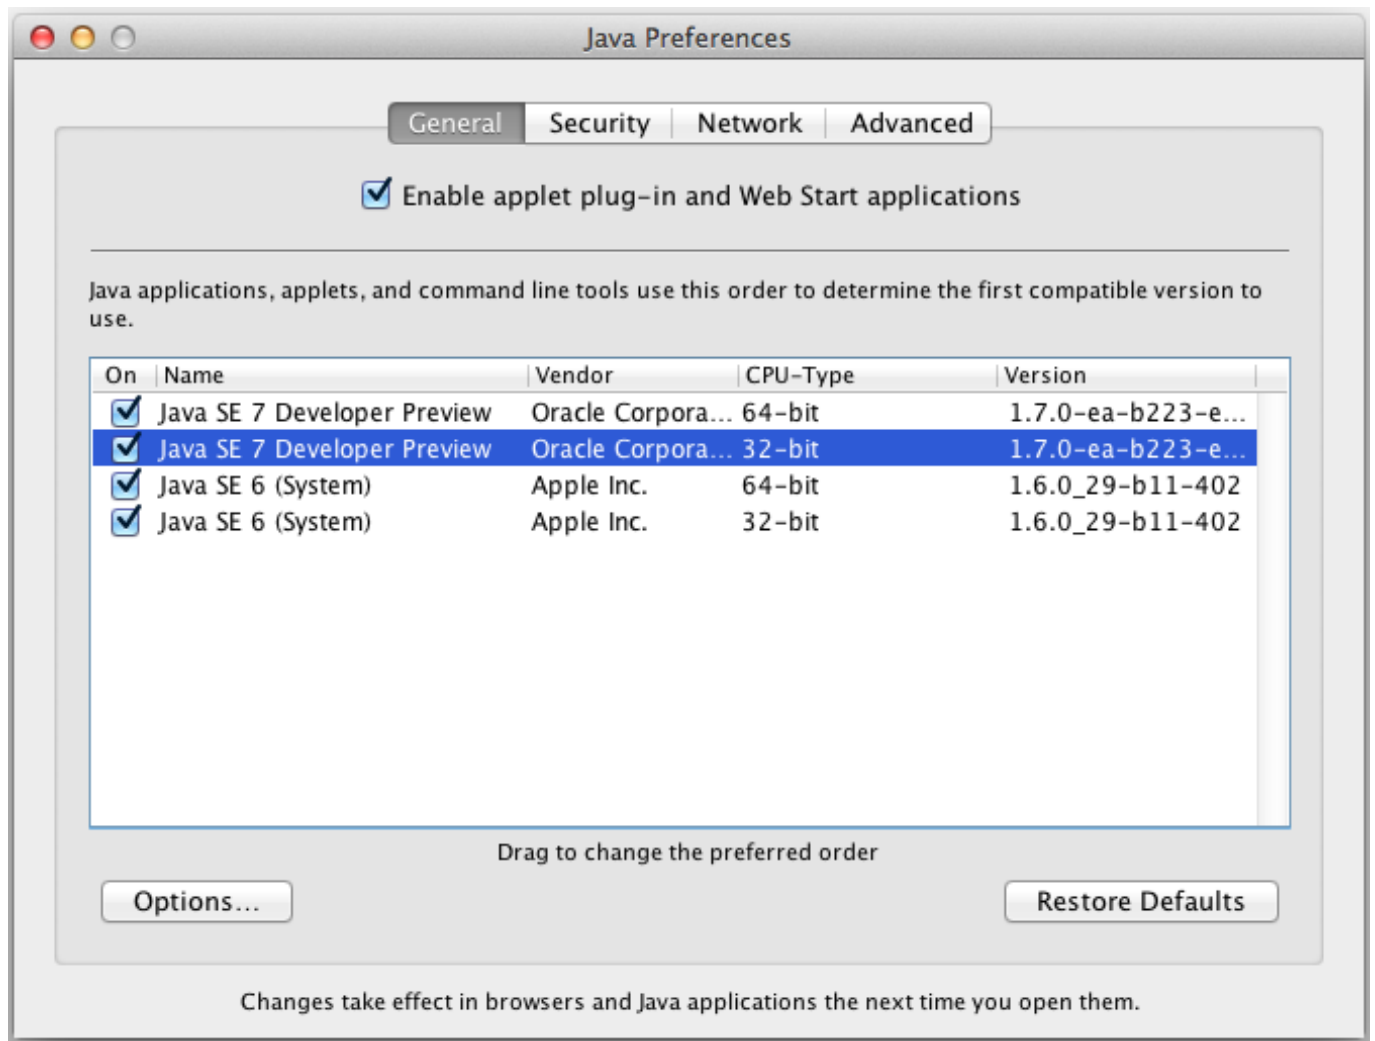 Java Preferences
General Security Network Advanced
Enable applet plug-in and Web Start applications
Java applications, applets, and command line tools use this order to determine the first compatible version to
use.
On Name Vendor CPU-Type Version
Java SE 7 Developer Preview Oracle Corpora... 64-bit 1.7.0-ea-b223-e...
Java SE 7 Developer Preview Oracle Corpora... 32-bit 1.7.0-ea-b223-e...
Java SE 6 (System) Apple Inc. 64-bit 1.6.0_29-b11-402
Java SE 6 (System) Apple Inc. 32-bit 1.6.0_29-b11-402
Drag to change the preferred order
Options... Restore Defaults
Changes take effect in browsers and Java applications the next time you open them.